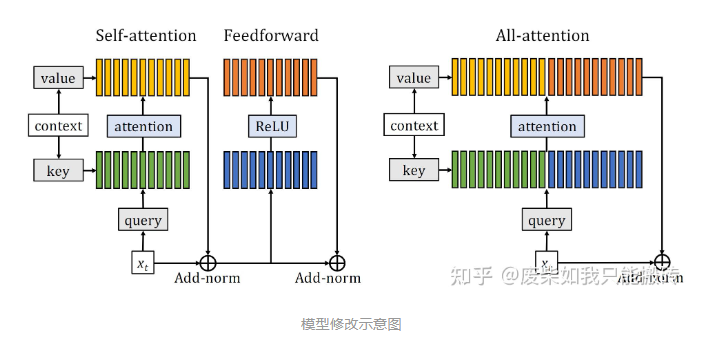 Self-attention
Feedforward
value
context
attention
key
query
xₜ
Add-norm
ReLU
Add-norm
All-attention
value
context
attention
key
query
x
Add-norm
知乎 @废柴如我只能搬砖
模型修改示意图